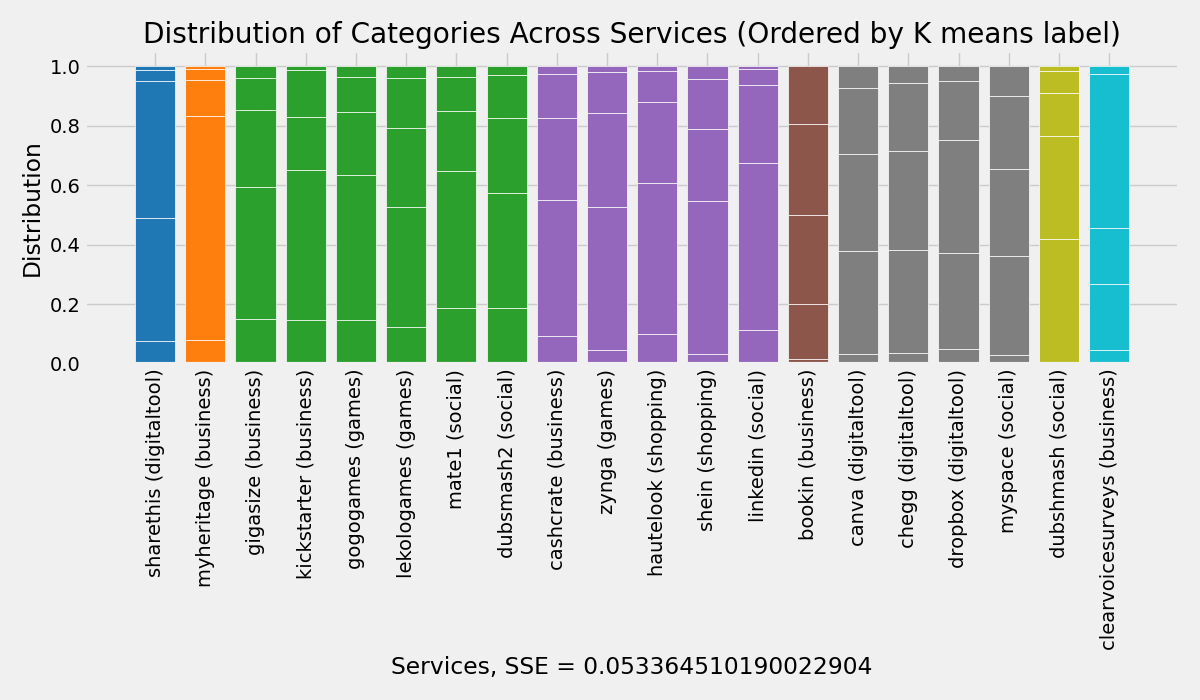 Distribution of Categories Across Services (Ordered by K means label)
Distribution
1.0
0.8
0.6
0.4
0.2
0.0
sharethis (digitaltool)
myheritage (business)
gigasize (business)
kickstarter (business)
gogogames (games)
lekologames (games)
mate1 (social)
dubsmash2 (social)
cashcrate (business)
zynga (games)
hautelook (shopping)
shein (shopping)
linkedin (social)
bookin (business)
canva (digitaltool)
chegg (digitaltool)
dropbox (digitaltool)
myspace (social)
dubshmash (social)
clearvoicesurveys (business)
Services, SSE = 0.053364510190022904